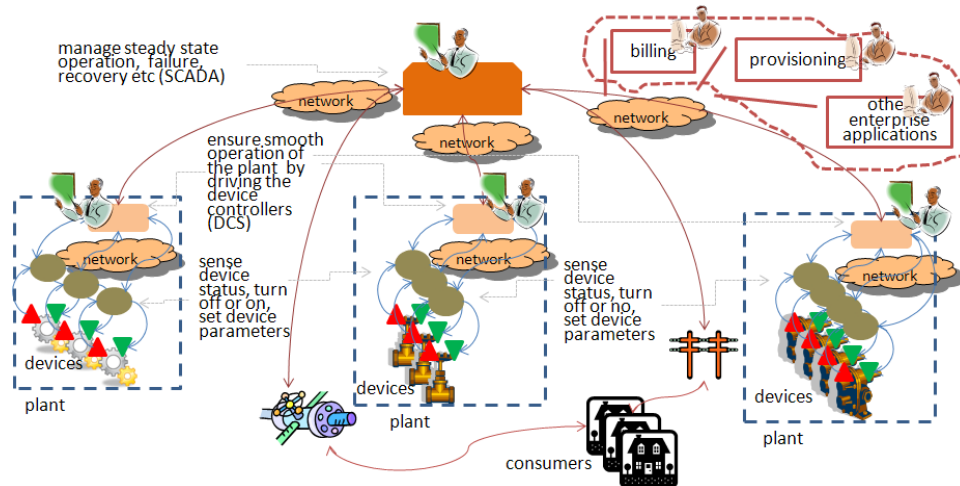 manage steady state
operation, failure,
recovery etc (SCADA)
billing
provisioning
other
enterprise
applications
network
network
network
ensure smooth
operation of
the plant by
driving the
device
controllers
(DCS)
network
network
network
sense
device
status, turn
off or on,
set device
parameters
sense
device
status, turn
off or no,
set device
parameters
devices
plant
devices
plant
devices
plant
consumers